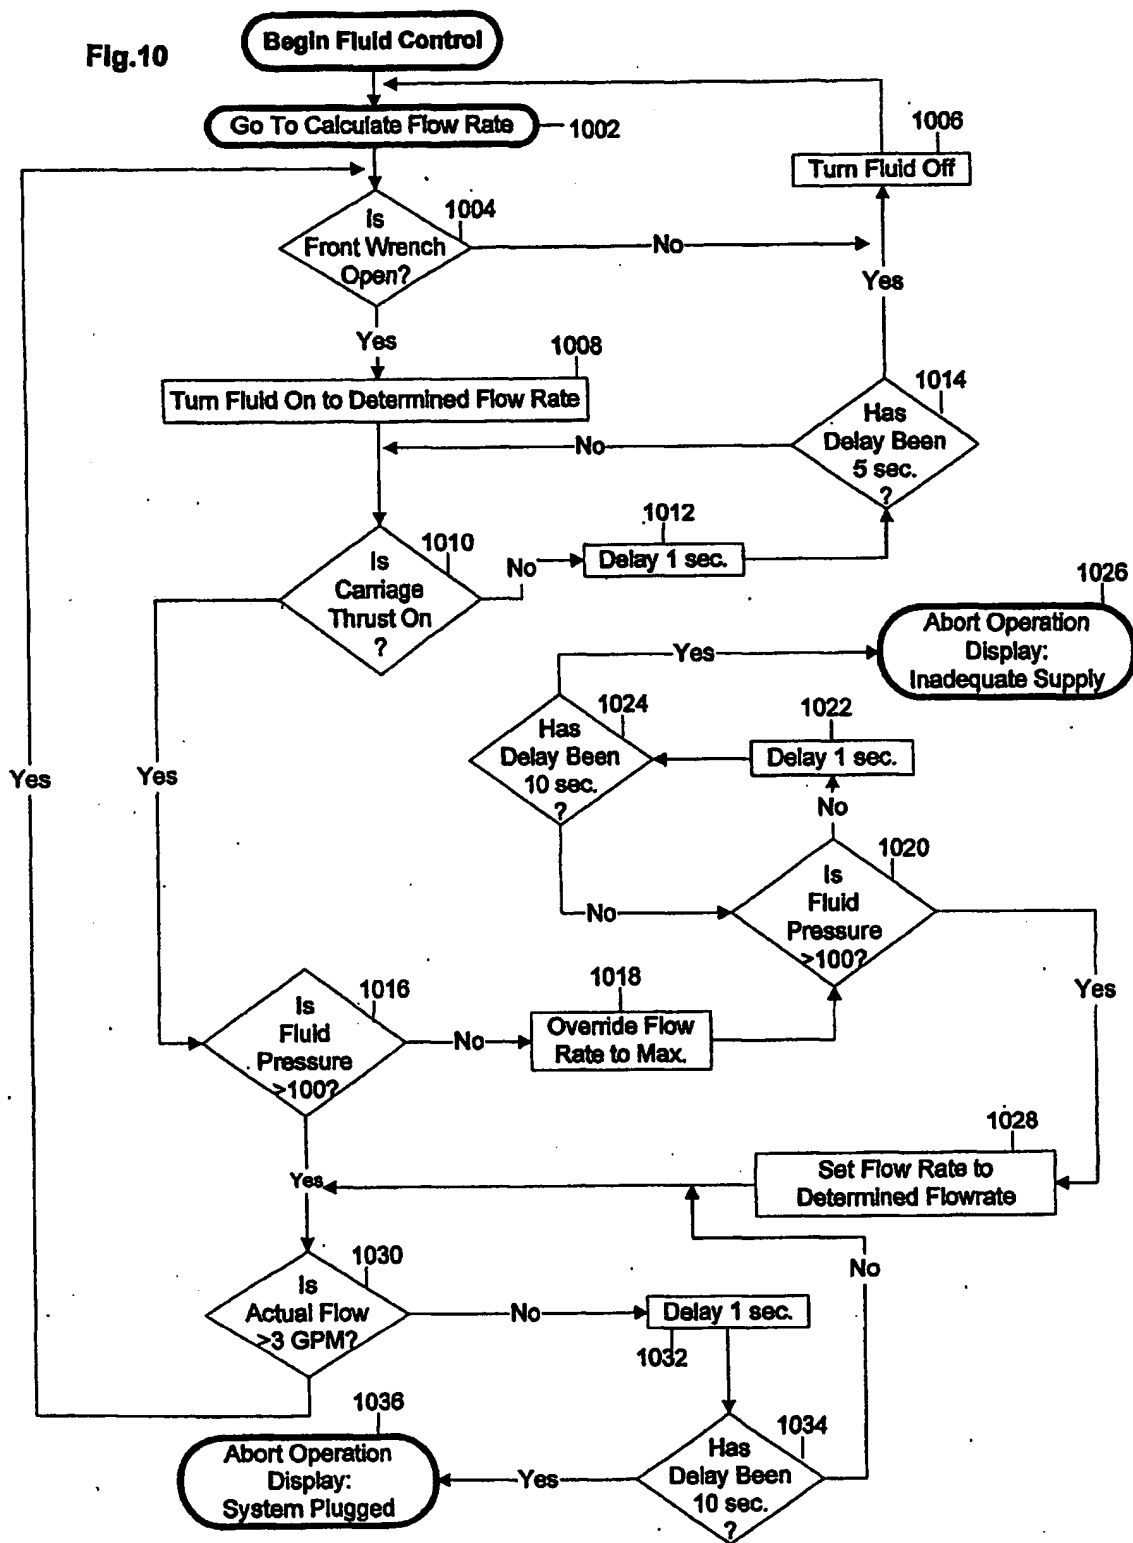 Fig.10
Begin Fluid Control
Go To Calculate Flow Rate
1002
1006
Turn Fluid Off
Is
Front Wrench
Open?
1004
No
Yes
Yes
1008
Turn Fluid On to Determined Flow Rate
1014
Has
Delay Been
5 sec.
?
No
1012
Delay 1 sec.
Is
Carriage
Thrust On
?
1010
No
1026
Abort Operation
Display:
Inadequate Supply
Yes
1024
Has
Delay Been
10 sec.
?
1022
Delay 1 sec.
Yes
Yes
No
1020
Is
Fluid
Pressure
>100?
No
Yes
1016
Is
Fluid
Pressure
>100?
No
1018
Override Flow
Rate to Max.
1028
Set Flow Rate to
Determined Flowrate
Yes
1030
Is
Actual Flow
>3 GPM?
No
Delay 1 sec.
1032
No
1036
Abort Operation
Display:
System Plugged
Yes
1034
Has
Delay Been
10 sec.
?